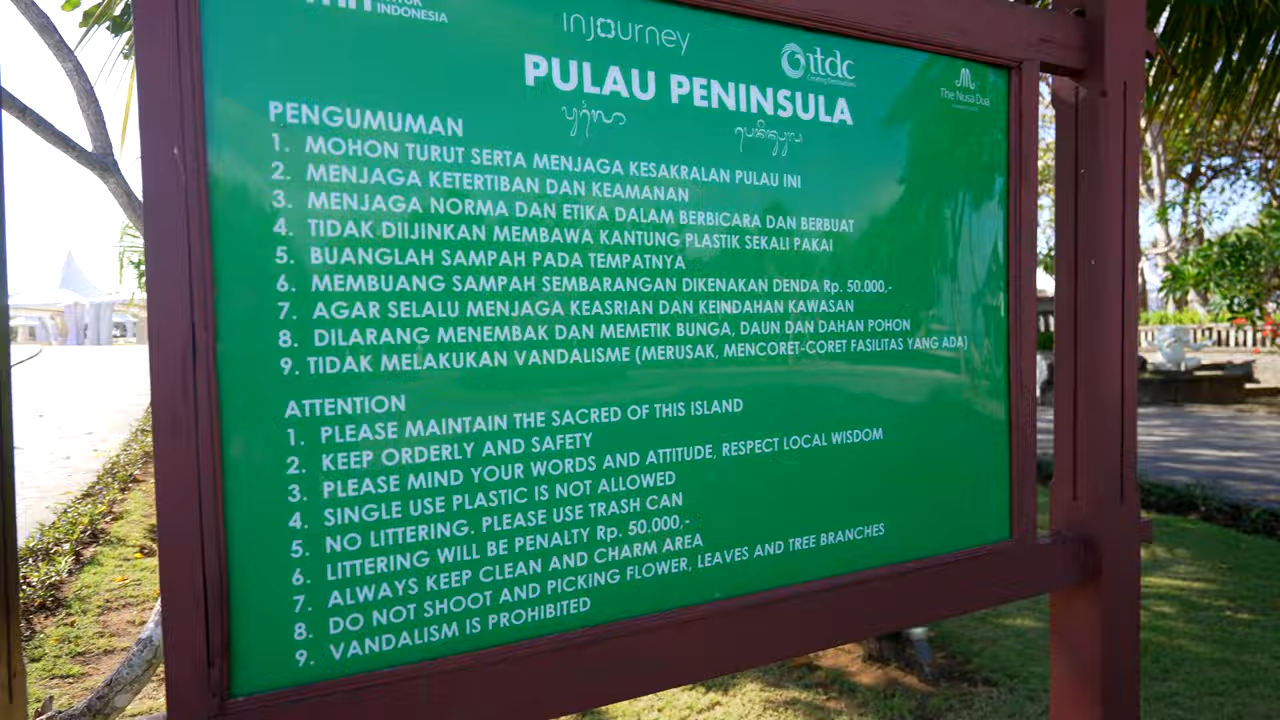 INDONESIA
injourney
itdc
Creating Destinations
The Nusa Dua
PULAU PENINSULA
PENGUMUMAN
1. MOHON TURUT SERTA MENJAGA KESAKRALAN PULAU INI
2. MENJAGA KETERTIBAN DAN KEAMANAN
3. MENJAGA NORMA DAN ETIKA DALAM BERBICARA DAN BERBUAT
4. TIDAK DIIJINKAN MEMBAWA KANTUNG PLASTIK SEKALI PAKAI
5. BUANGLAH SAMPAH PADA TEMPATNYA
6. MEMBUANG SAMPAH SEMBARANGAN DIKENAKAN DENDA Rp. 50.000,-
7. AGAR SELALU MENJAGA KEASRIAN DAN KEINDAHAN KAWASAN
8. DILARANG MENEMBAK DAN MEMETIK BUNGA, DAUN DAN DAHAN POHON
9. TIDAK MELAKUKAN VANDALISME (MERUSAK, MENCORET-CORET FASILITAS YANG ADA)
ATTENTION
1. PLEASE MAINTAIN THE SACRED OF THIS ISLAND
2. KEEP ORDERLY AND SAFETY
3. PLEASE MIND YOUR WORDS AND ATTITUDE, RESPECT LOCAL WISDOM
4. SINGLE USE PLASTIC IS NOT ALLOWED
5. NO LITTERING. PLEASE USE TRASH CAN
6. LITTERING WILL BE PENALTY Rp. 50.000,-
7. ALWAYS KEEP CLEAN AND CHARM AREA
8. DO NOT SHOOT AND PICKING FLOWER, LEAVES AND TREE BRANCHES
9. VANDALISM IS PROHIBITED